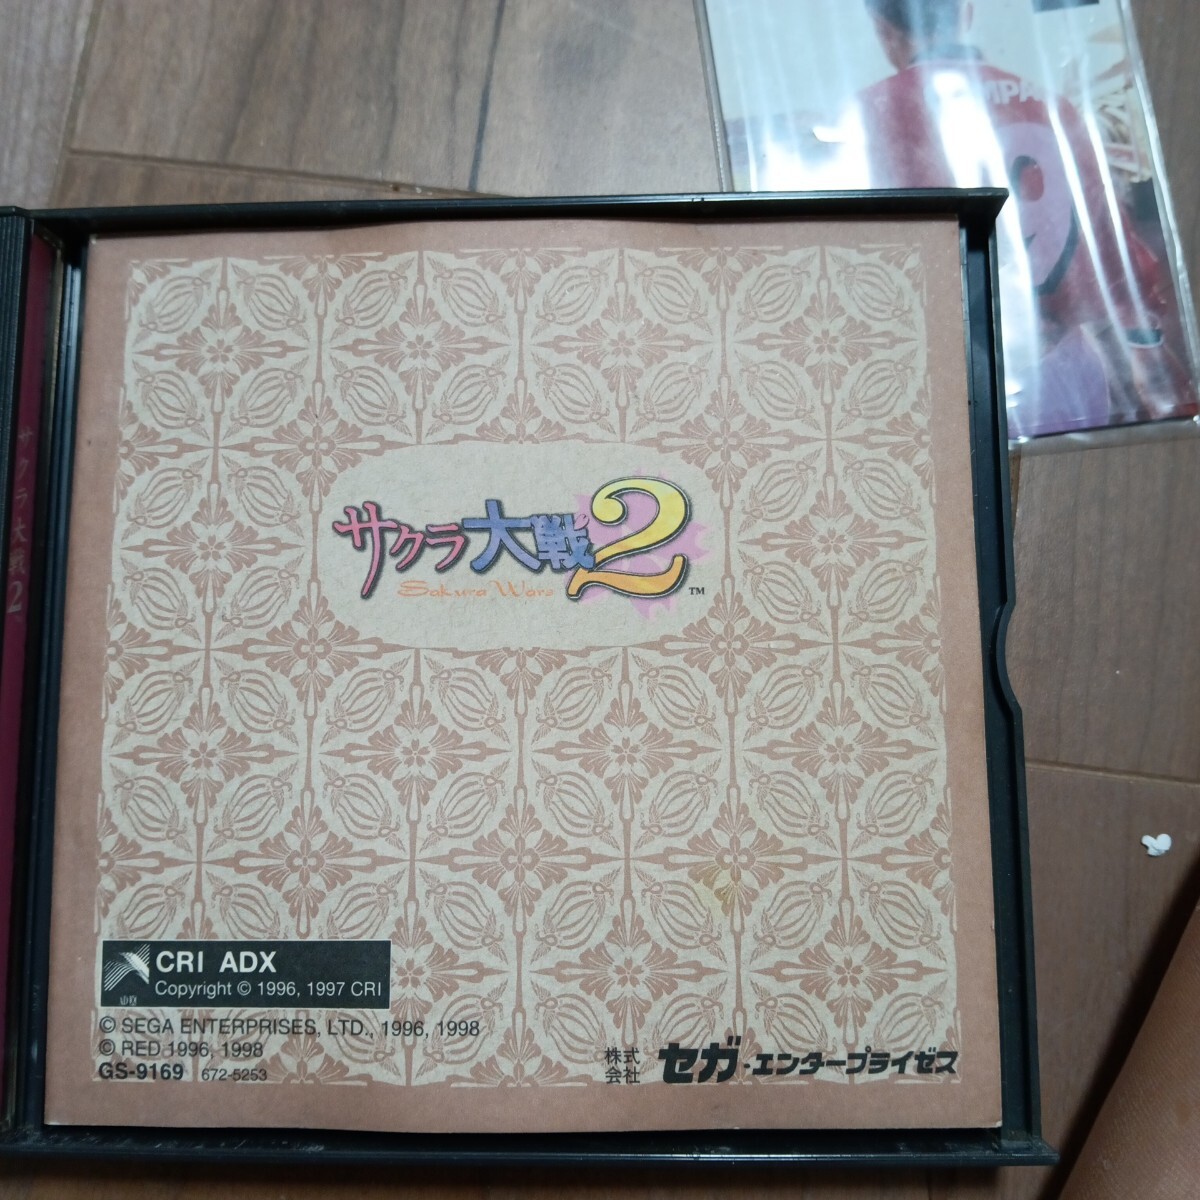 サクラ大戦2
サクラ大戦2
Sakura Wars
TM
CRI ADX
Copyright © 1996, 1997 CRI
© SEGA ENTERPRISES, LTD., 1996, 1998
© RED 1996, 1998
GS-9169 672-5253
株式会社 セガ・エンタープライゼス
9